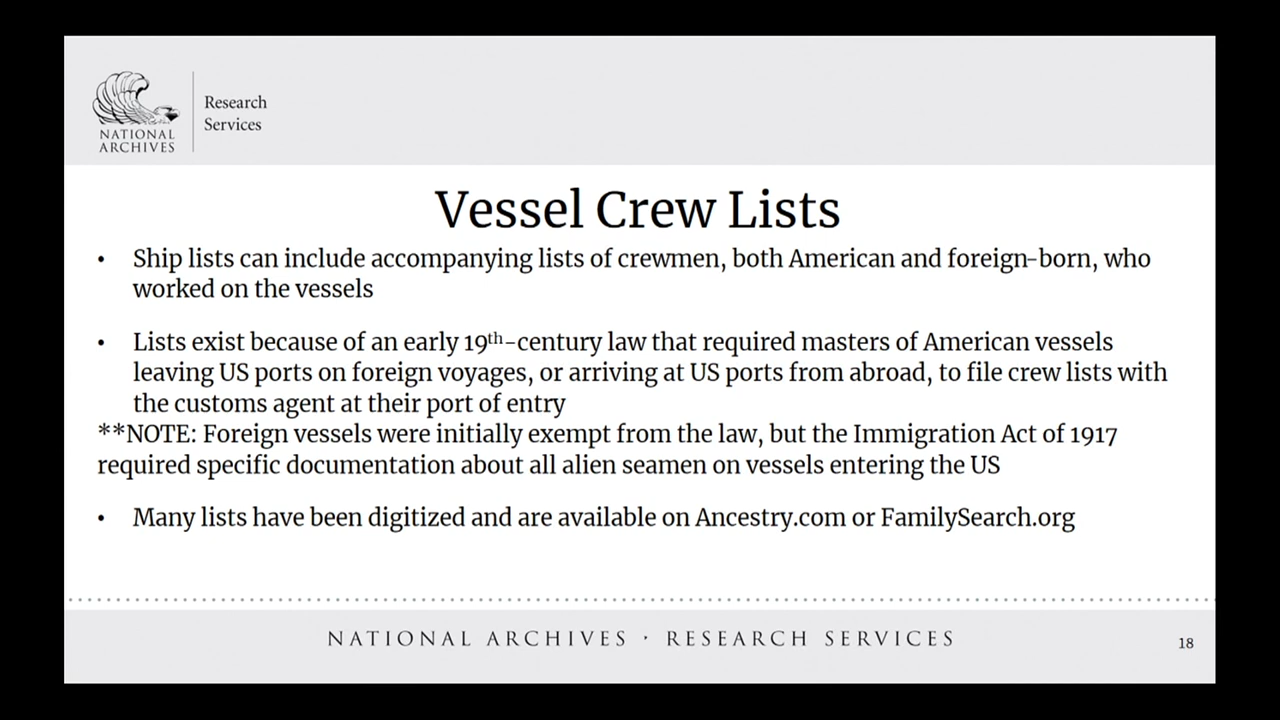 NATIONAL
ARCHIVES
Research
Services
Vessel Crew Lists
• Ship lists can include accompanying lists of crewmen, both American and foreign-born, who
worked on the vessels
• Lists exist because of an early 19th-century law that required masters of American vessels
leaving US ports on foreign voyages, or arriving at US ports from abroad, to file crew lists with
the customs agent at their port of entry
**NOTE: Foreign vessels were initially exempt from the law, but the Immigration Act of 1917
required specific documentation about all alien seamen on vessels entering the US
• Many lists have been digitized and are available on Ancestry.com or FamilySearch.org
NATIONAL ARCHIVES · RESEARCH SERVICES
18